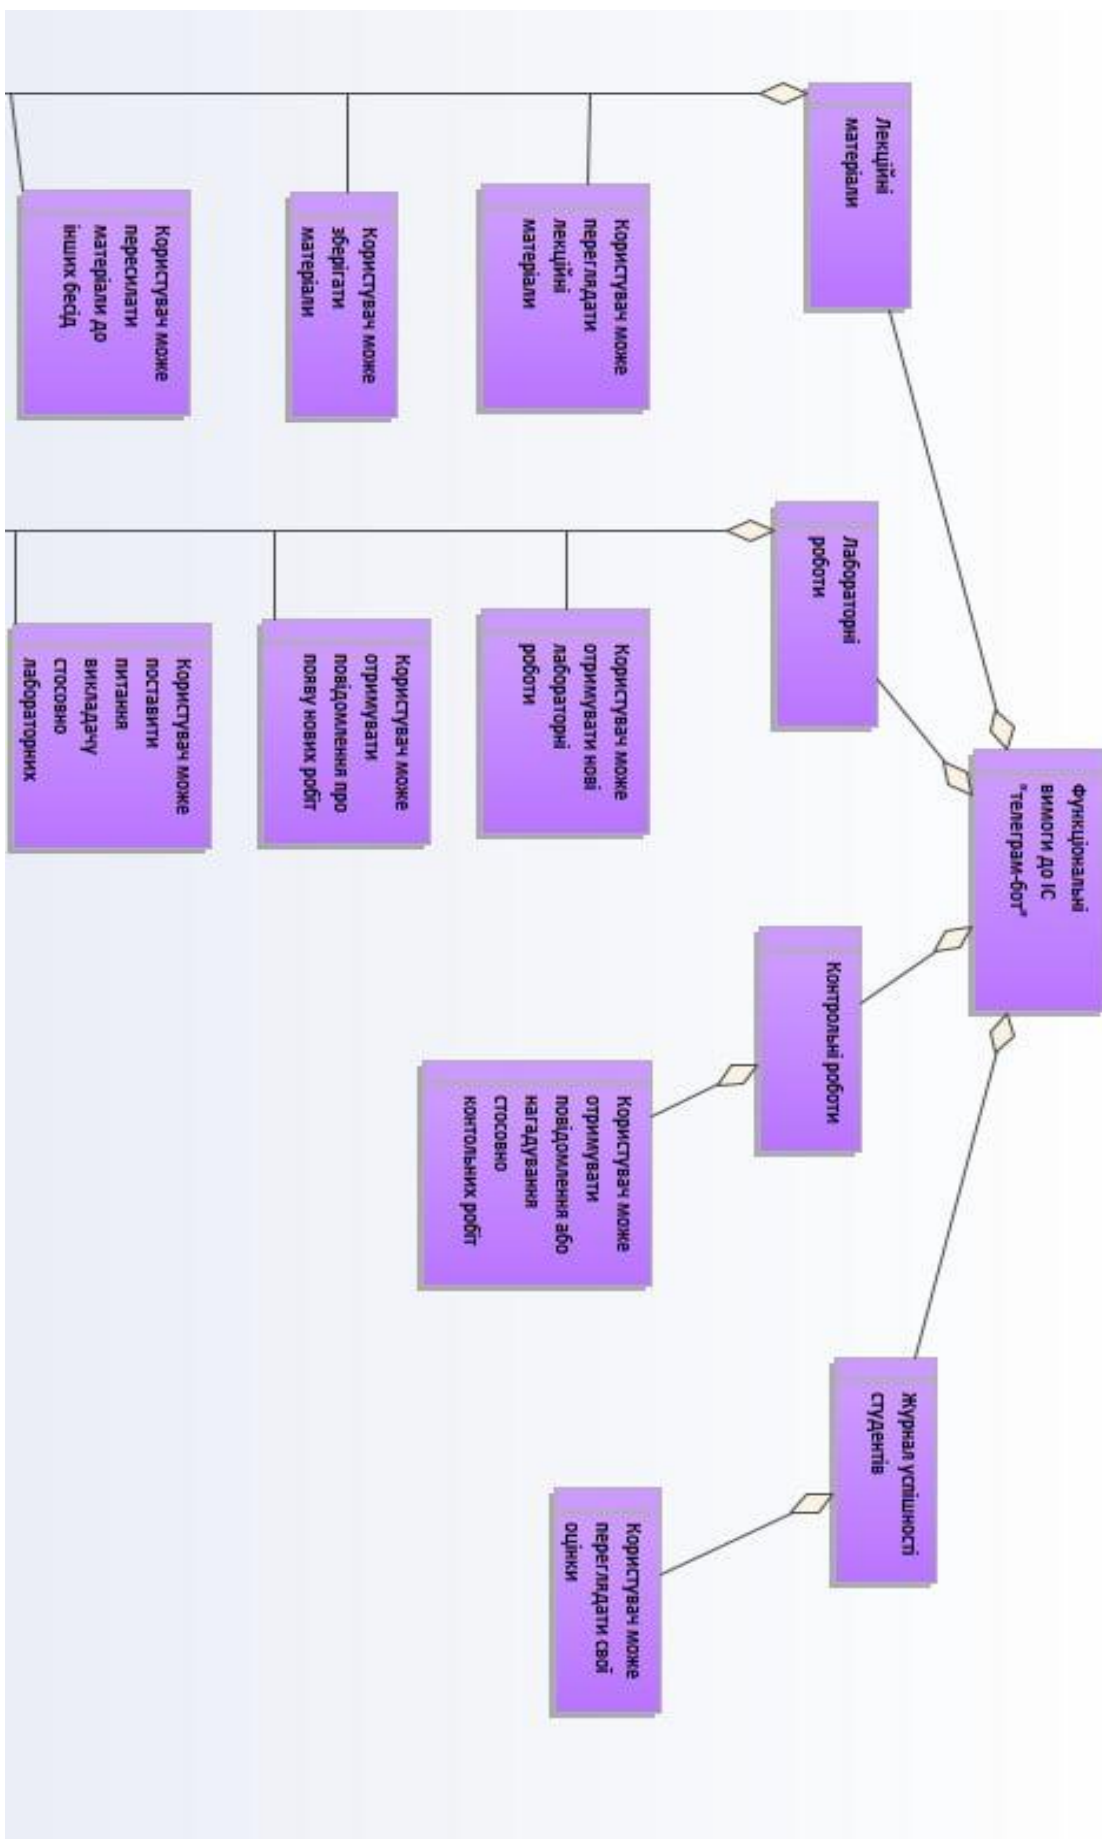 Функціональні
вимоги до ІС
"телеграм-бот"
Лекційні
матеріали
Користувач може
переглядати
лекційні
матеріали
Користувач може
зберігати
матеріали
Користувач може
пересилати
матеріали до
інших бесід
Лабораторні
роботи
Користувач може
отримувати нові
лабораторні
роботи
Користувач може
отримувати
повідомлення про
появу нових робіт
Користувач може
поставити
питання
викладачу
стосовно
лабораторних
Контрольні роботи
Користувач може
отримувати
повідомлення або
нагадування
стосовно
контольних робіт
Журнал успішності
студентів
Користувач може
переглядати свої
оцінки